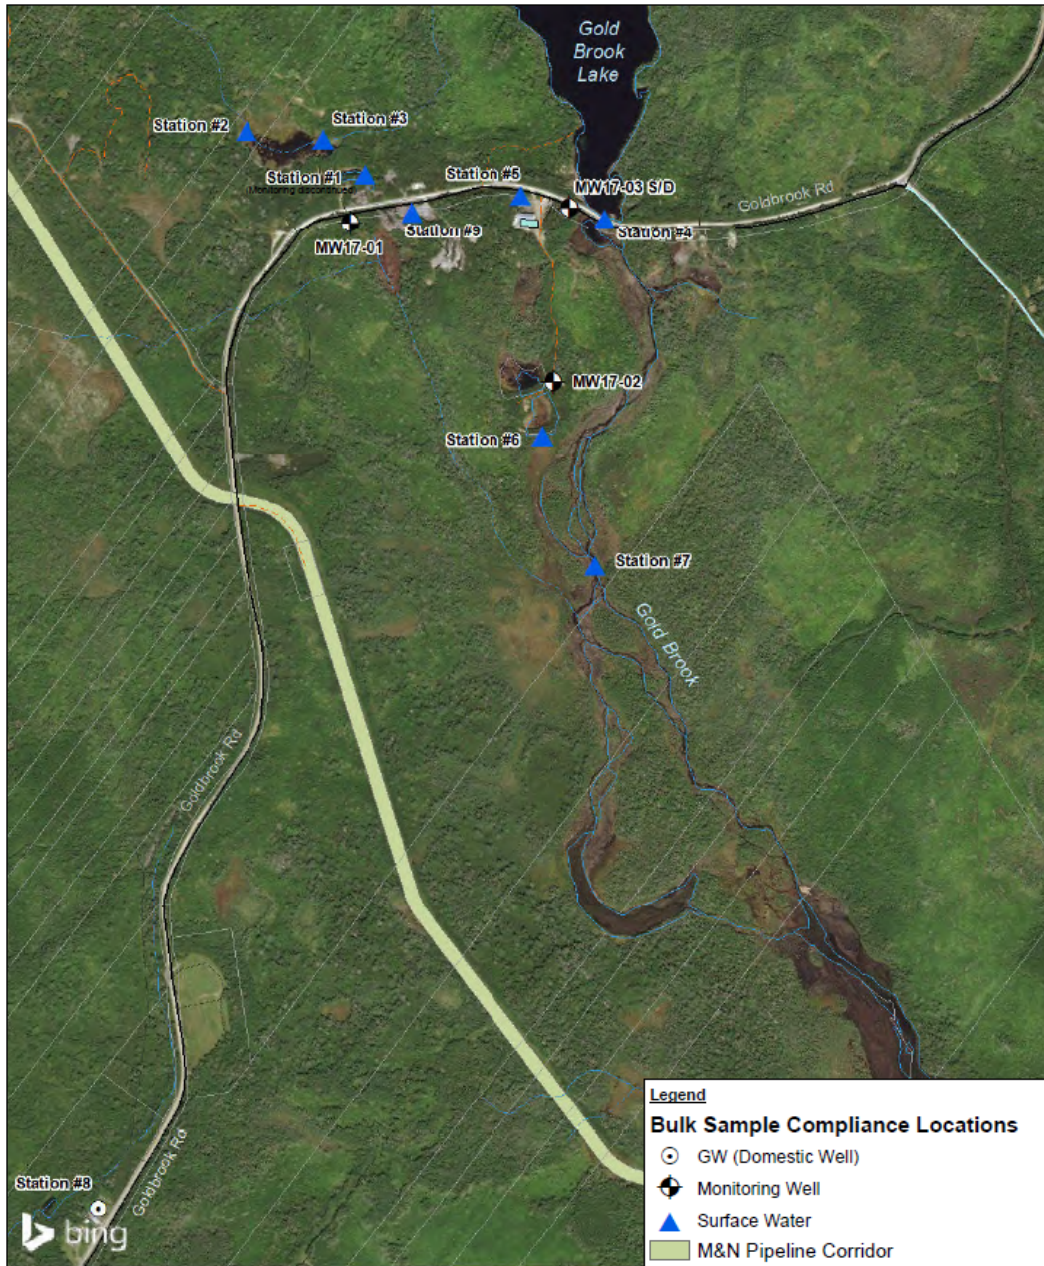 Gold
Brook
Lake
Station #2
Station #3
Station #1
(Monitoring discontinued)
Station #5
MW17-03 S/D
Goldbrook Rd
Station #4
Station #9
MW17-01
MW17-02
Station #6
Station #7
Gold Brook
Goldbrook Rd
Goldbrook Rd
Station #8
bing
Legend
Bulk Sample Compliance Locations
GW (Domestic Well)
Monitoring Well
Surface Water
M&N Pipeline Corridor